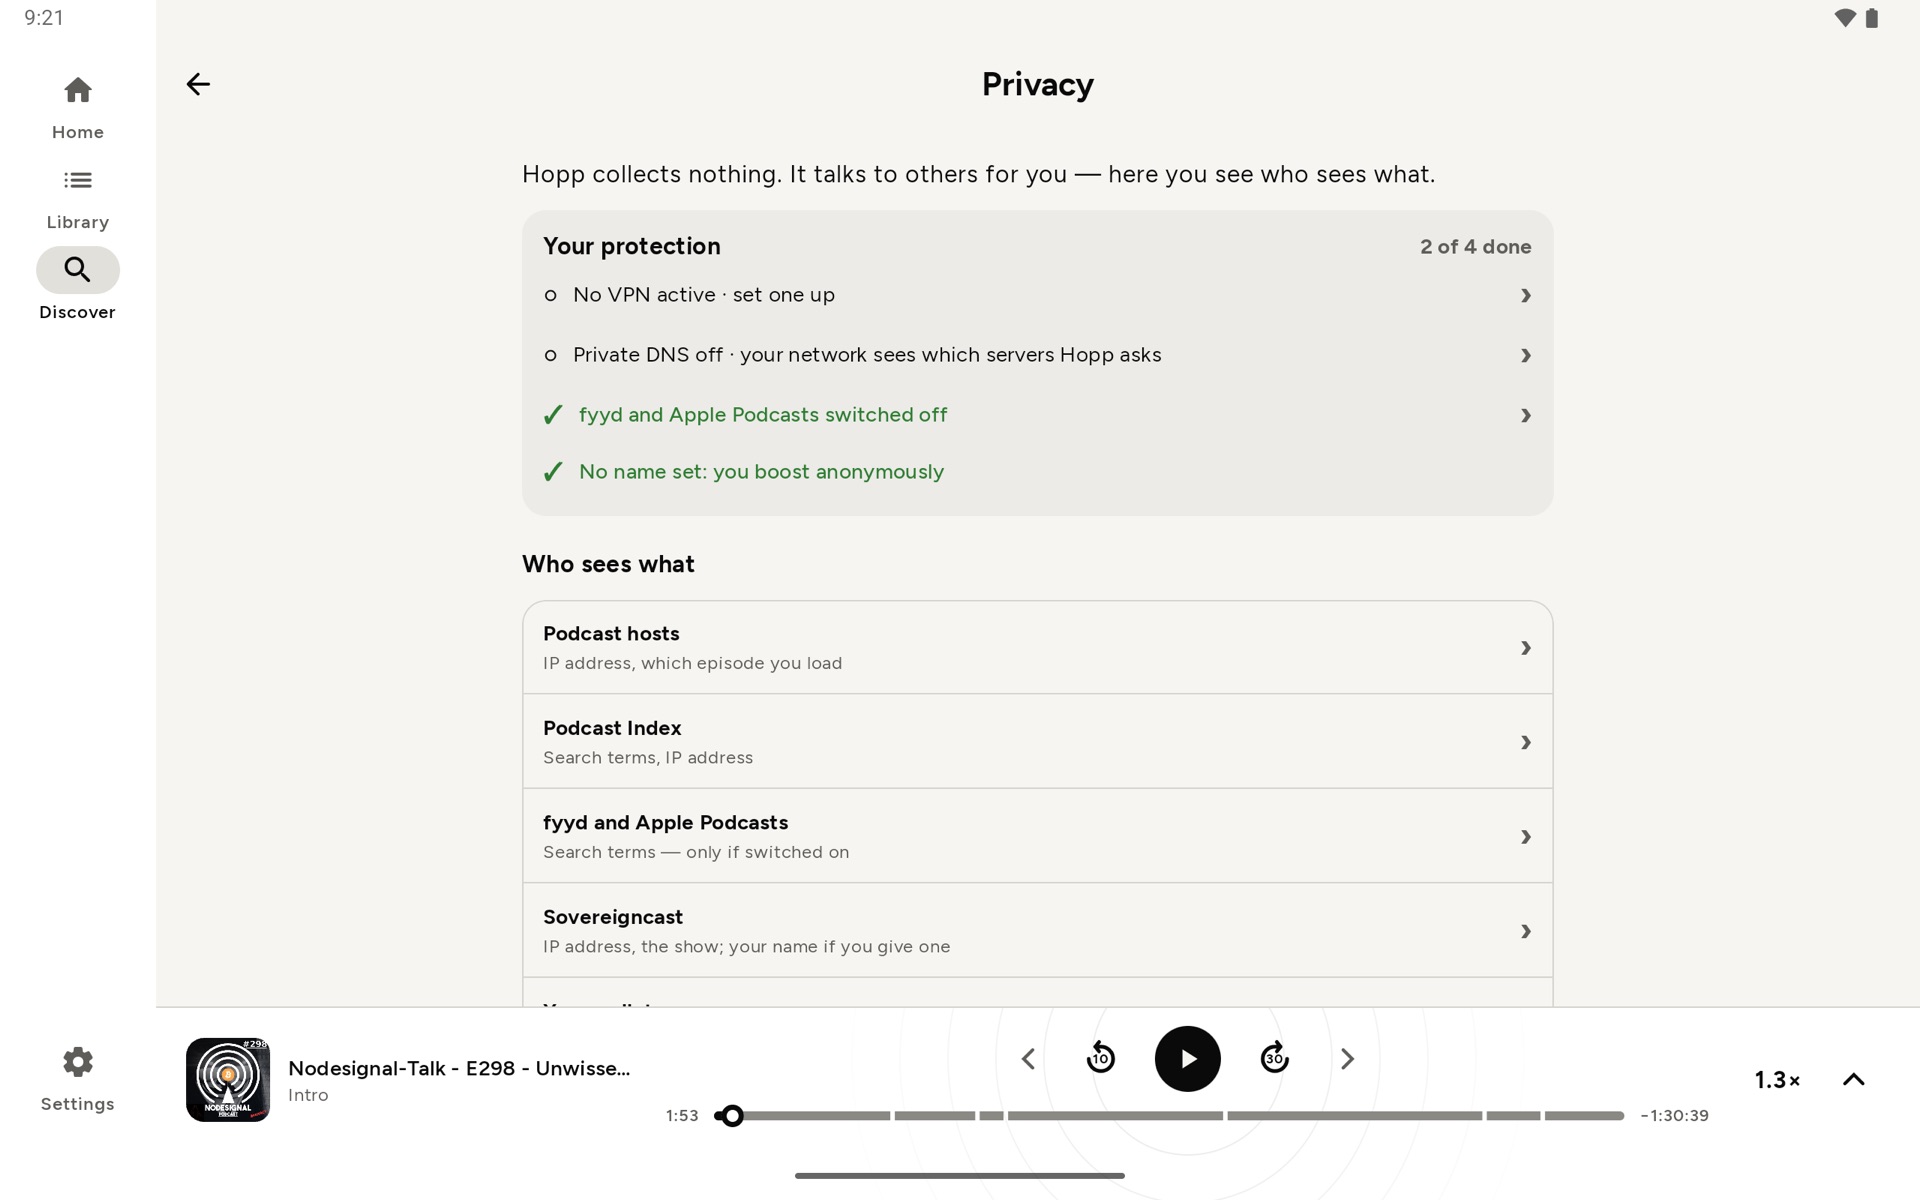 9:21
Home
Library
Discover
Settings
Privacy
Hopp collects nothing. It talks to others for you — here you see who sees what.
Your protection
2 of 4 done
No VPN active · set one up
Private DNS off · your network sees which servers Hopp asks
✓ fyyd and Apple Podcasts switched off
✓ No name set: you boost anonymously
Who sees what
Podcast hosts
IP address, which episode you load
Podcast Index
Search terms, IP address
fyyd and Apple Podcasts
Search terms — only if switched on
Sovereigncast
IP address, the show; your name if you give one
#298
NODESIGNAL
PODCAST
Nodesignal-Talk - E298 - Unwisse...
Intro
10
30
1:53
-1:30:39
1.3×